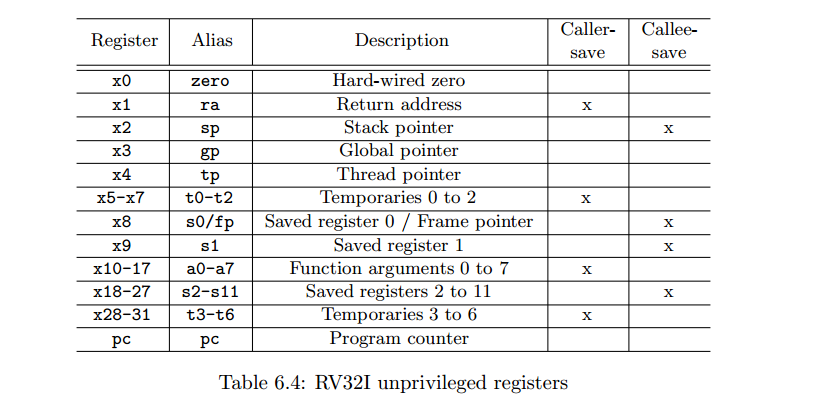 Register Alias Description Caller-save Callee-save
x0 zero Hard-wired zero
x1 ra Return address x
x2 sp Stack pointer x
x3 gp Global pointer
x4 tp Thread pointer
x5-x7 t0-t2 Temporaries 0 to 2 x
x8 s0/fp Saved register 0 / Frame pointer x
x9 s1 Saved register 1 x
x10-17 a0-a7 Function arguments 0 to 7 x
x18-27 s2-s11 Saved registers 2 to 11 x
x28-31 t3-t6 Temporaries 3 to 6 x
pc pc Program counter
Table 6.4: RV32I unprivileged registers